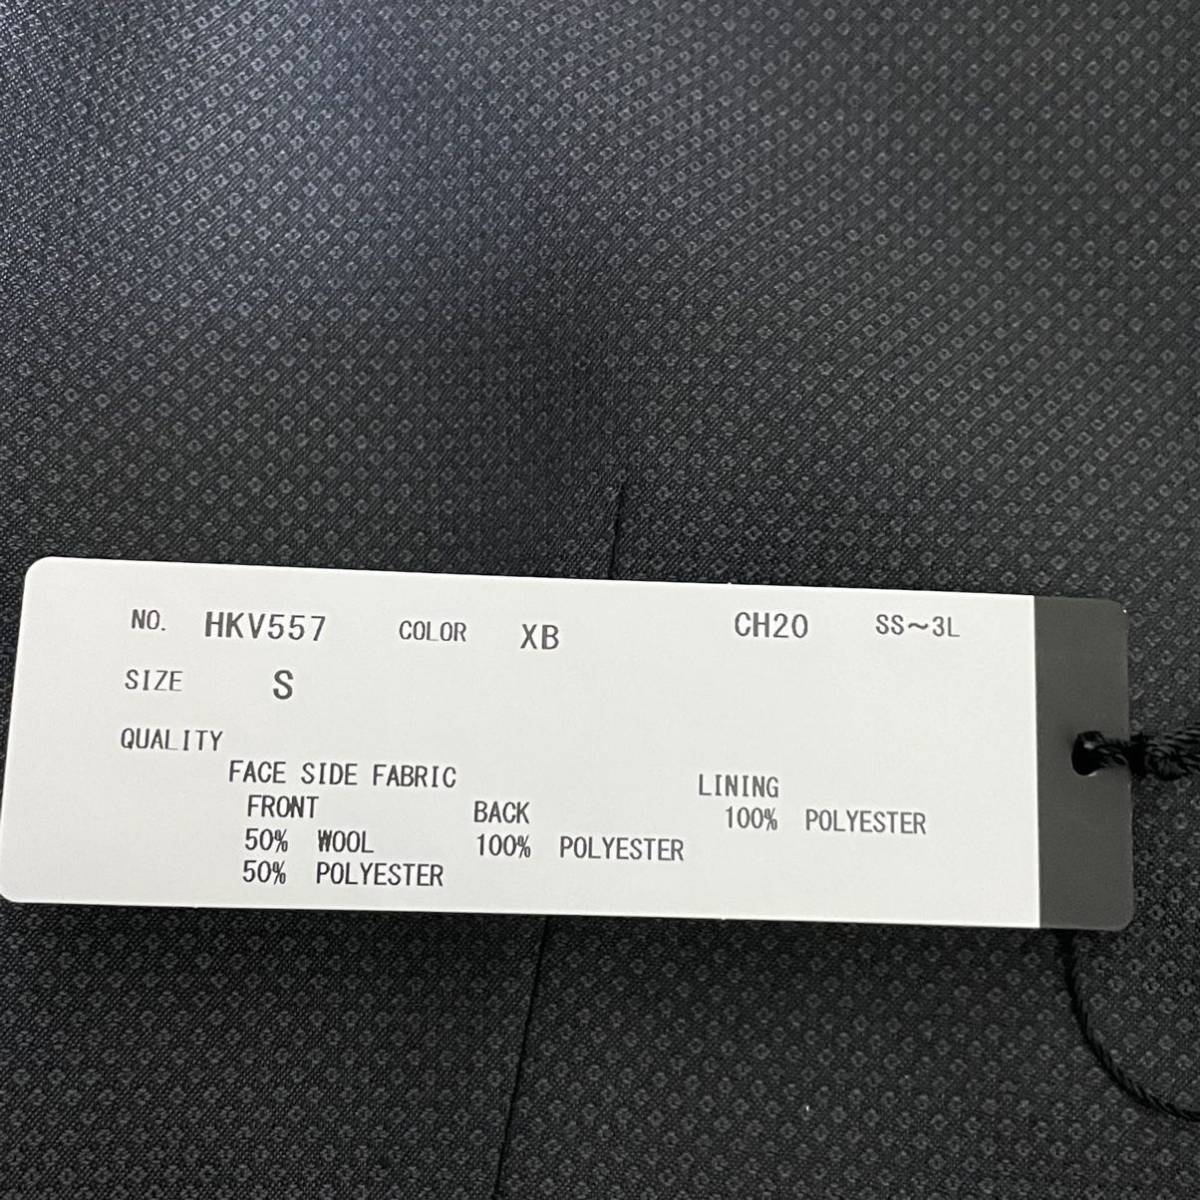 NO. HKV557 COLOR XB CH20 SS～3L
SIZE S
QUALITY
FACE SIDE FABRIC LINING
FRONT BACK 100% POLYESTER
50% WOOL 100% POLYESTER
50% POLYESTER